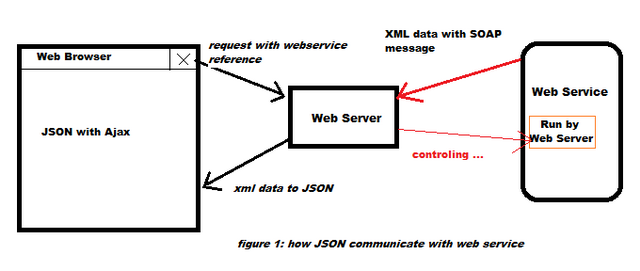 Web Browser
request with webservice
reference
XML data with SOAP
message
JSON with Ajax
Web Server
Web Service
Run by
Web Server
controling ...
xml data to JSON
figure 1: how JSON communicate with web service